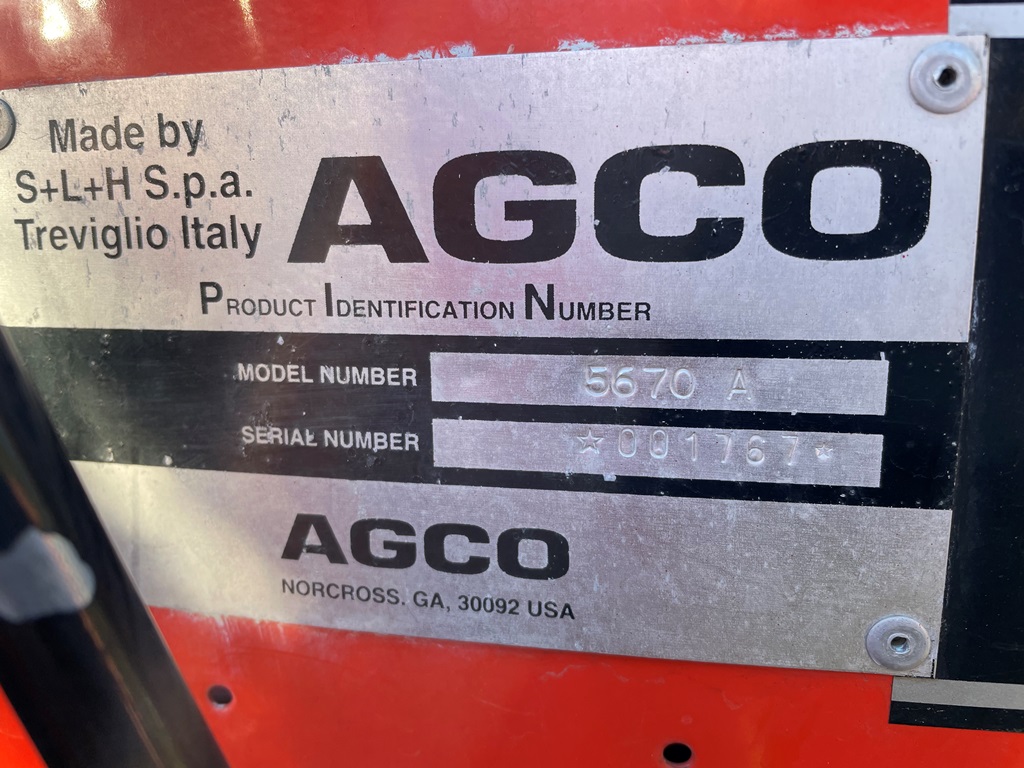 Made by
S+L+H S.p.a.
Treviglio Italy
AGCO
PRODUCT IDENTIFICATION NUMBER
MODEL NUMBER 5670 A
SERIAL NUMBER ☆001767☆
AGCO
NORCROSS. GA, 30092 USA